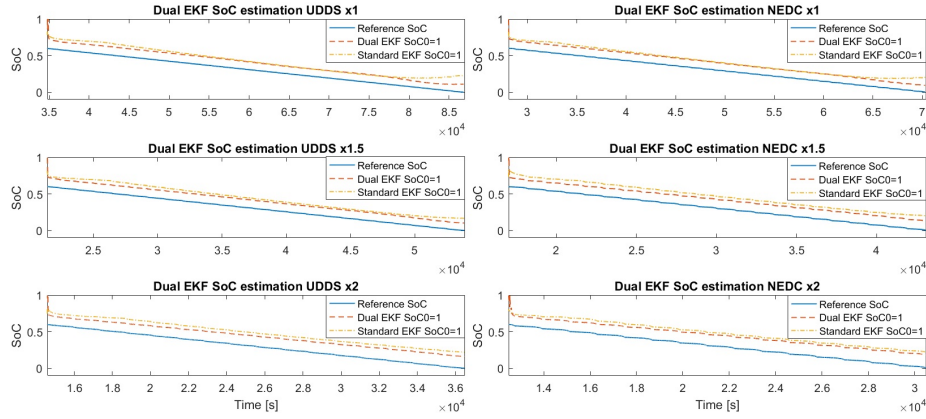 Dual EKF SoC estimation UDDS x1
1
0.5
0
SoC
Reference SoC
Dual EKF SoC0=1
Standard EKF SoC0=1
3.5 4 4.5 5 5.5 6 6.5 7 7.5 8 8.5
× 10⁴
Dual EKF SoC estimation NEDC x1
1
0.5
0
SoC
Reference SoC
Dual EKF SoC0=1
Standard EKF SoC0=1
3 4 5 6 7
× 10⁴
Dual EKF SoC estimation UDDS x1.5
1
0.5
0
SoC
Reference SoC
Dual EKF SoC0=1
Standard EKF SoC0=1
2.5 3 3.5 4 4.5 5
× 10⁴
Dual EKF SoC estimation NEDC x1.5
1
0.5
0
SoC
Reference SoC
Dual EKF SoC0=1
Standard EKF SoC0=1
2 2.5 3 3.5 4
× 10⁴
Dual EKF SoC estimation UDDS x2
1
0.5
0
SoC
Reference SoC
Dual EKF SoC0=1
Standard EKF SoC0=1
1.6 1.8 2 2.2 2.4 2.6 2.8 3 3.2 3.4 3.6
× 10⁴
Time [s]
Dual EKF SoC estimation NEDC x2
1
0.5
0
SoC
Reference SoC
Dual EKF SoC0=1
Standard EKF SoC0=1
1.4 1.6 1.8 2 2.2 2.4 2.6 2.8 3
× 10⁴
Time [s]